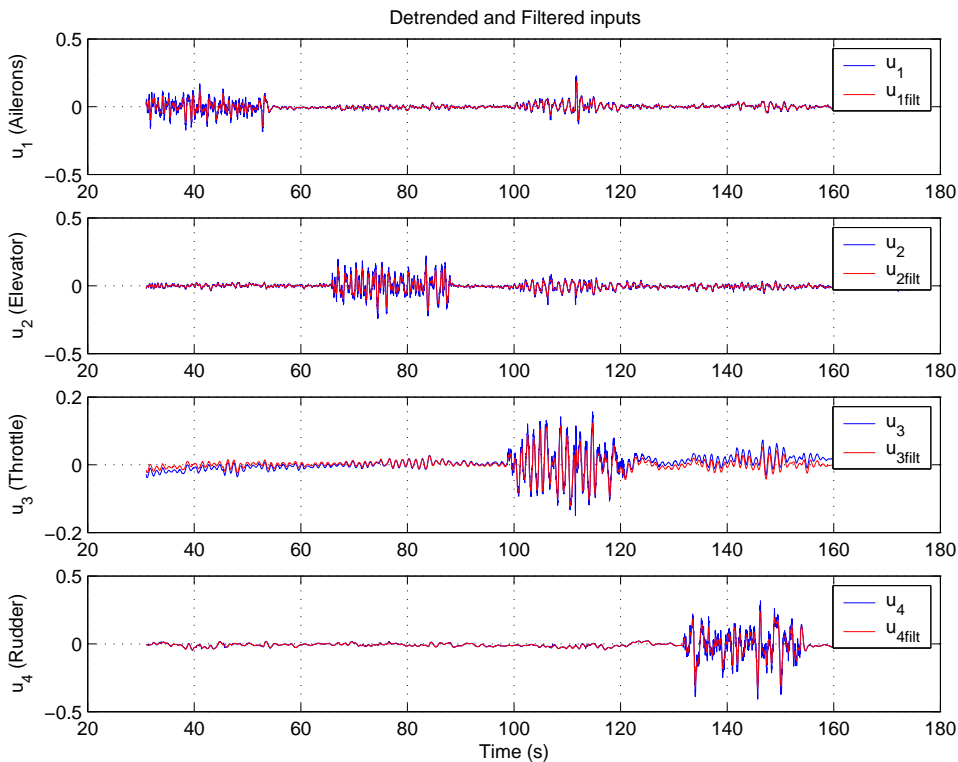 Detrended and Filtered inputs
0.5
0
−0.5
u1 (Ailerons)
u1
u1filt
20 40 60 80 100 120 140 160 180
0.5
0
−0.5
u2 (Elevator)
u2
u2filt
20 40 60 80 100 120 140 160 180
0.2
0
−0.2
u3 (Throttle)
u3
u3filt
20 40 60 80 100 120 140 160 180
0.5
0
−0.5
u4 (Rudder)
u4
u4filt
20 40 60 80 100 120 140 160 180
Time (s)